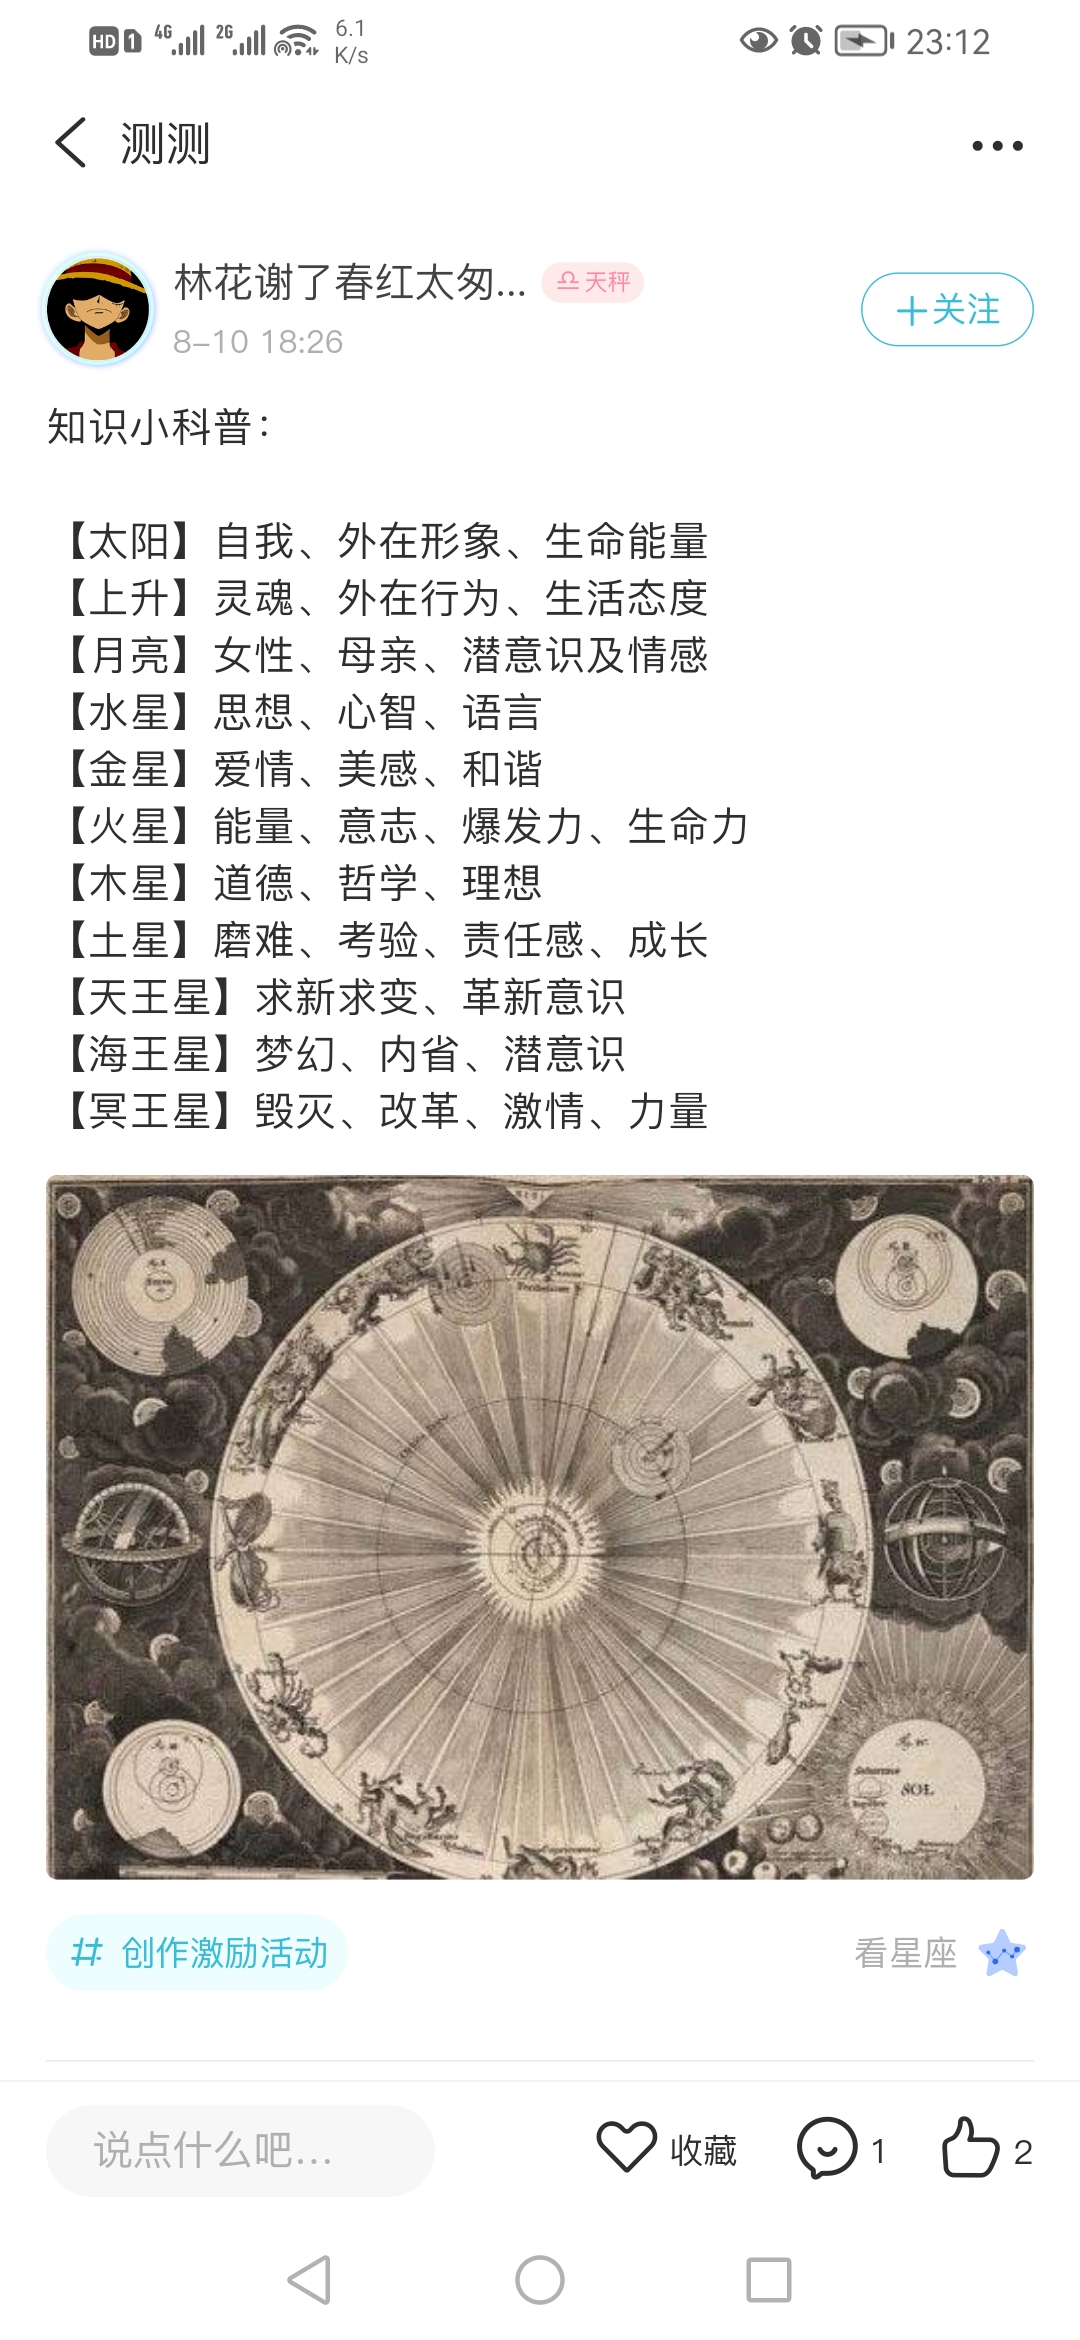 HD 1 4G 2G 6.1 K/s 23:12
测测
林花谢了春红太匆... 天秤
8-10 18:26
+关注
知识小科普：
【太阳】自我、外在形象、生命能量
【上升】灵魂、外在行为、生活态度
【月亮】女性、母亲、潜意识及情感
【水星】思想、心智、语言
【金星】爱情、美感、和谐
【火星】能量、意志、爆发力、生命力
【木星】道德、哲学、理想
【土星】磨难、考验、责任感、成长
【天王星】求新求变、革新意识
【海王星】梦幻、内省、潜意识
【冥王星】毁灭、改革、激情、力量
SOL
# 创作激励活动
看星座
说点什么吧...
收藏
1
2